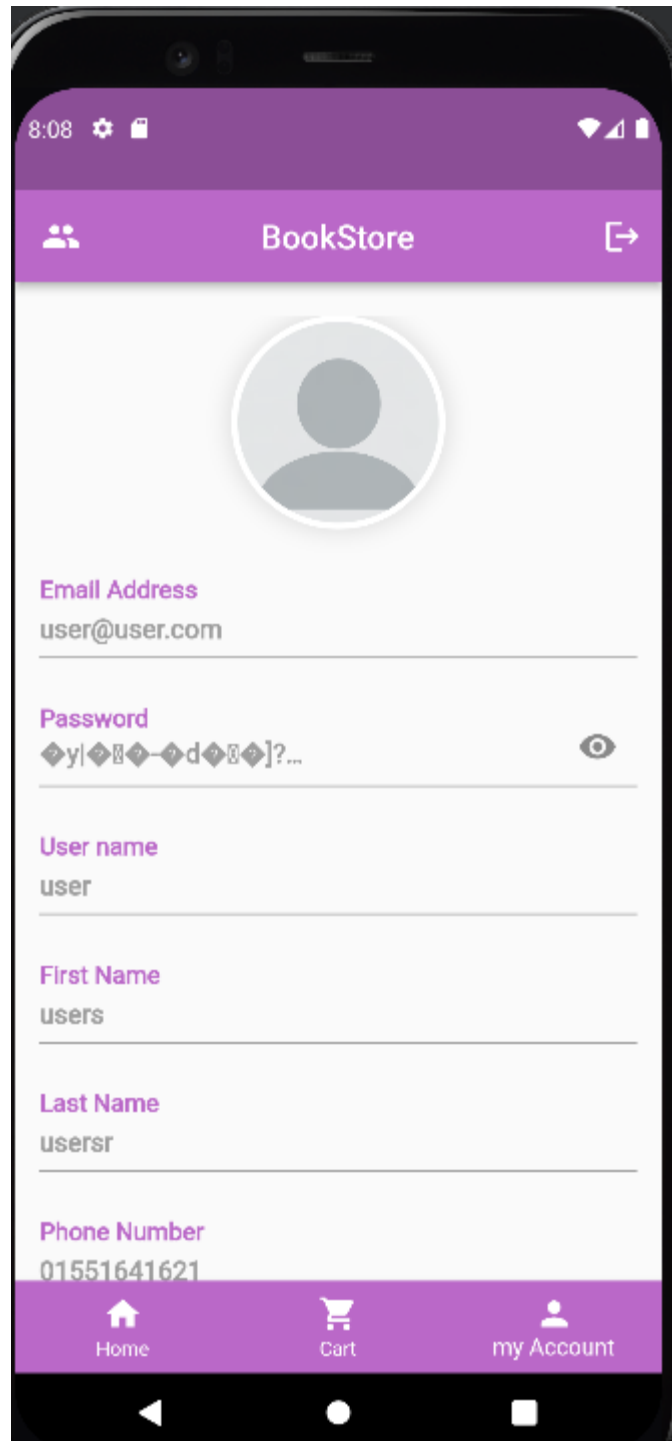 8:08
BookStore
Email Address
user@user.com
Password
�y|�▯�-�d�▯�]?...
User name
user
First Name
users
Last Name
usersr
Phone Number
01551641621
Home
Cart
my Account